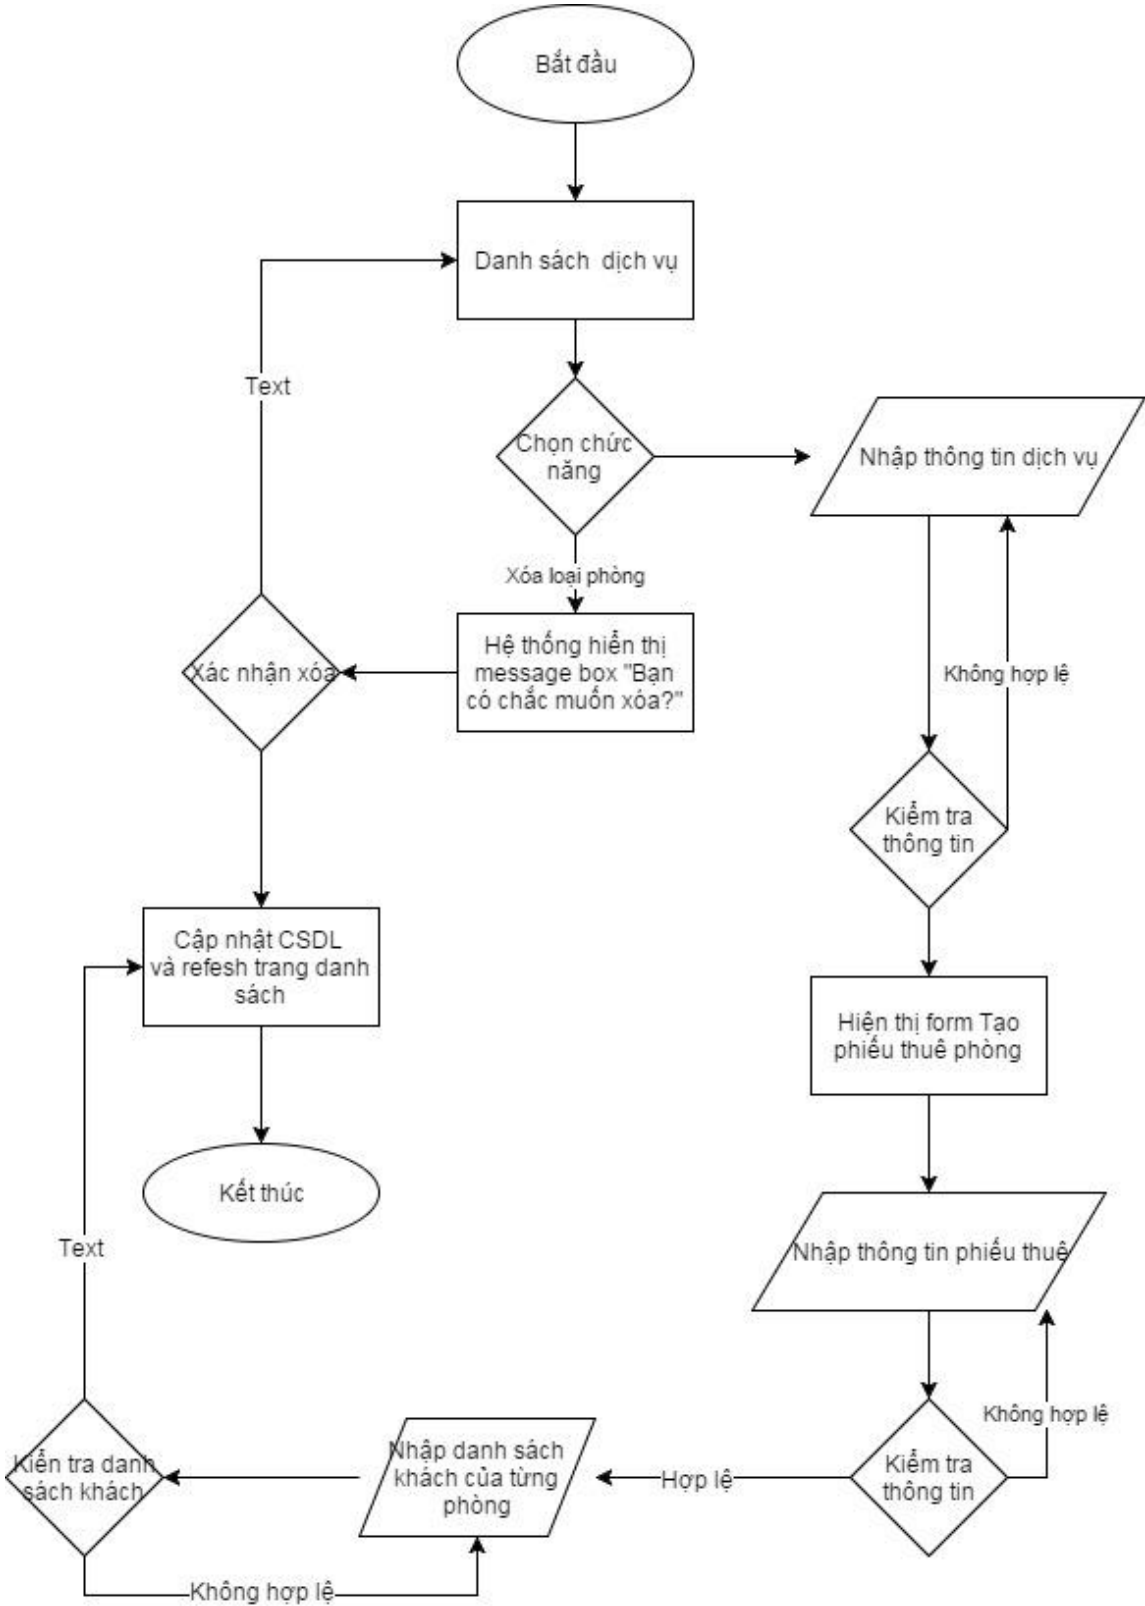 Bắt đầu
Danh sách dịch vụ
Text
Chọn chức
năng
Nhập thông tin dịch vụ
Xóa loại phòng
Hệ thống hiển thị
message box "Bạn
có chắc muốn xóa?"
Xác nhận xóa
Không hợp lệ
Kiểm tra
thông tin
Cập nhật CSDL
và refesh trang danh
sách
Hiện thị form Tạo
phiếu thuê phòng
Kết thúc
Text
Nhập thông tin phiếu thuê
Không hợp lệ
Kiển tra danh
sách khách
Nhập danh sách
khách của từng
phòng
Hợp lệ
Kiểm tra
thông tin
Không hợp lệ